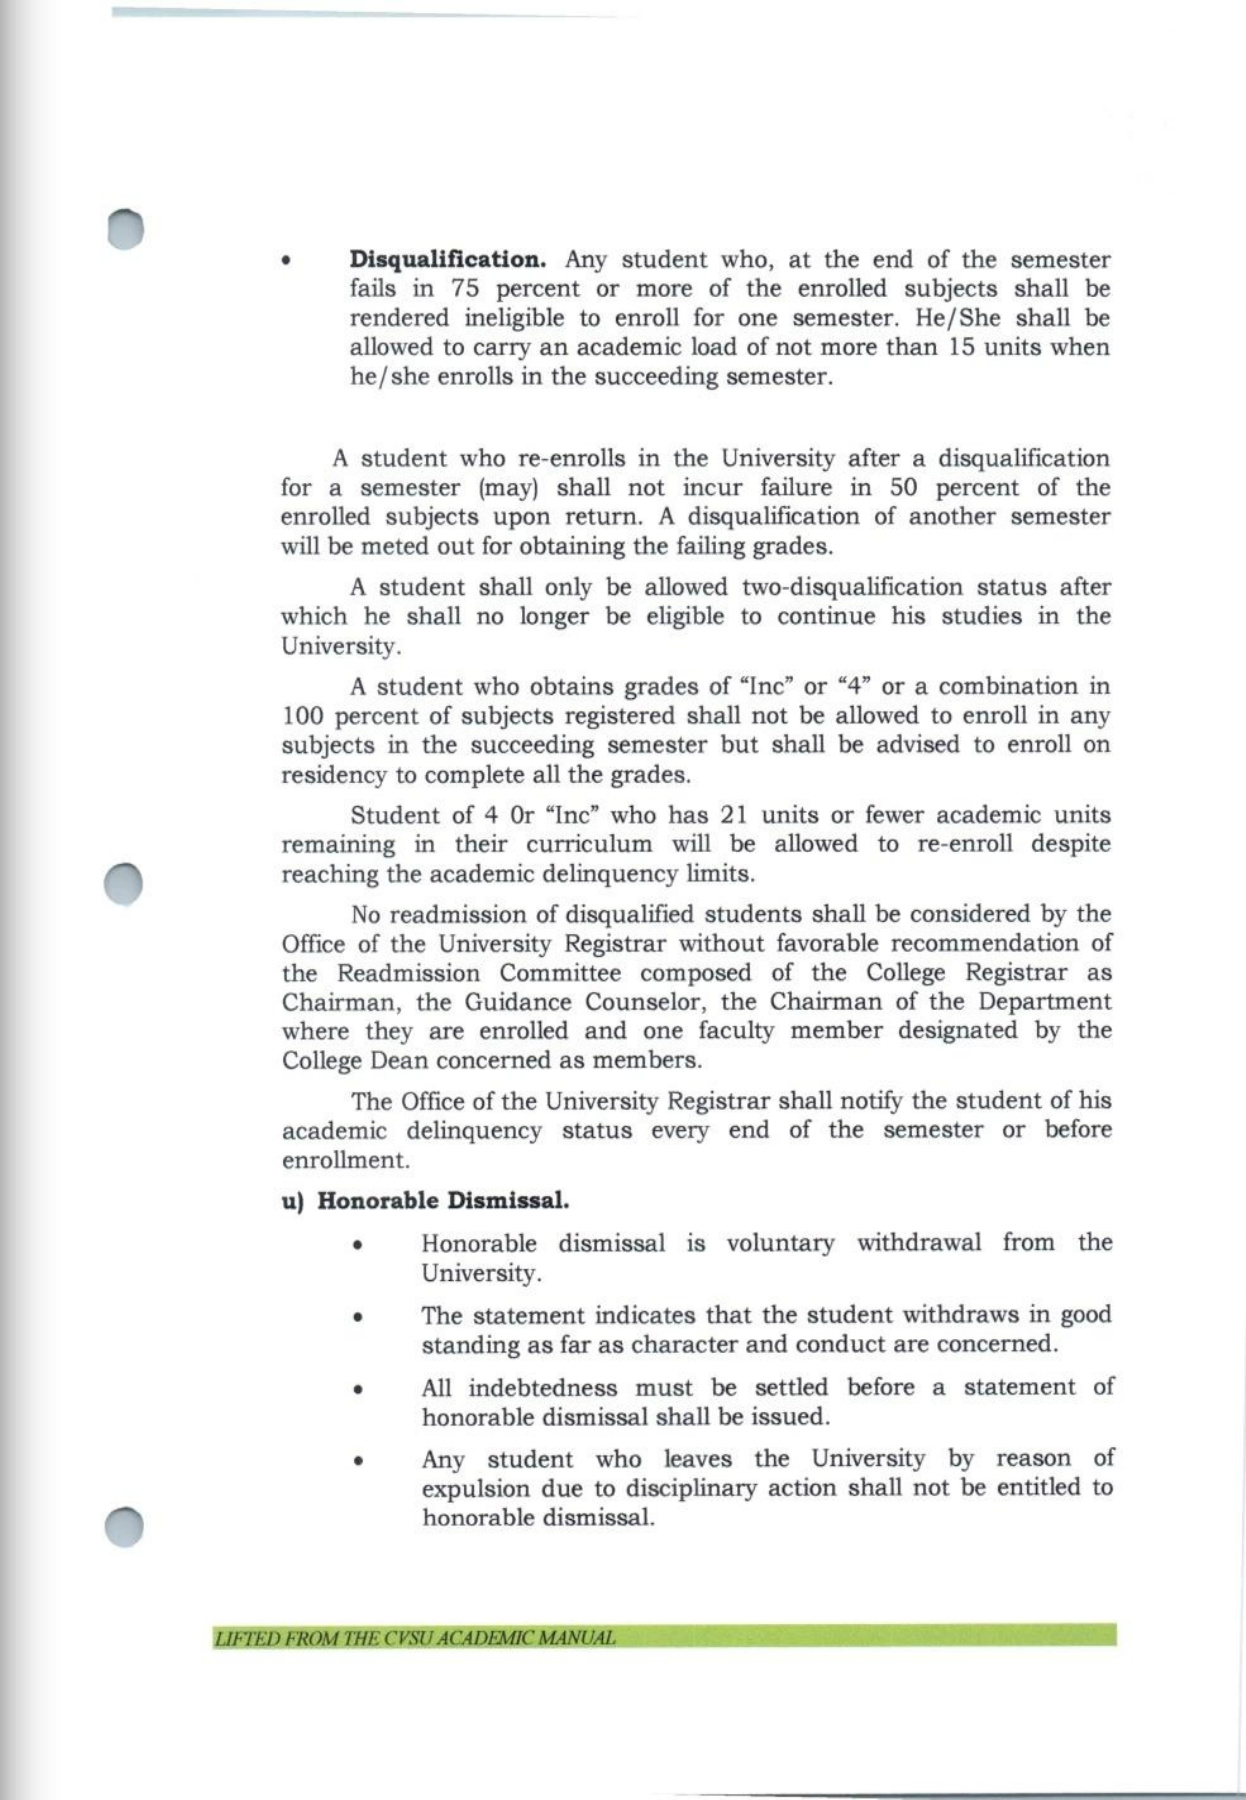 • Disqualification. Any student who, at the end of the semester
fails in 75 percent or more of the enrolled subjects shall be
rendered ineligible to enroll for one semester. He/She shall be
allowed to carry an academic load of not more than 15 units when
he/she enrolls in the succeeding semester.
A student who re-enrolls in the University after a disqualification
for a semester (may) shall not incur failure in 50 percent of the
enrolled subjects upon return. A disqualification of another semester
will be meted out for obtaining the failing grades.
A student shall only be allowed two-disqualification status after
which he shall no longer be eligible to continue his studies in the
University.
A student who obtains grades of “Inc” or “4” or a combination in
100 percent of subjects registered shall not be allowed to enroll in any
subjects in the succeeding semester but shall be advised to enroll on
residency to complete all the grades.
Student of 4 0r “Inc” who has 21 units or fewer academic units
remaining in their curriculum will be allowed to re-enroll despite
reaching the academic delinquency limits.
No readmission of disqualified students shall be considered by the
Office of the University Registrar without favorable recommendation of
the Readmission Committee composed of the College Registrar as
Chairman, the Guidance Counselor, the Chairman of the Department
where they are enrolled and one faculty member designated by the
College Dean concerned as members.
The Office of the University Registrar shall notify the student of his
academic delinquency status every end of the semester or before
enrollment.
u) Honorable Dismissal.
• Honorable dismissal is voluntary withdrawal from the
University.
• The statement indicates that the student withdraws in good
standing as far as character and conduct are concerned.
• All indebtedness must be settled before a statement of
honorable dismissal shall be issued.
• Any student who leaves the University by reason of
expulsion due to disciplinary action shall not be entitled to
honorable dismissal.
LIFTED FROM THE CVSU ACADEMIC MANUAL